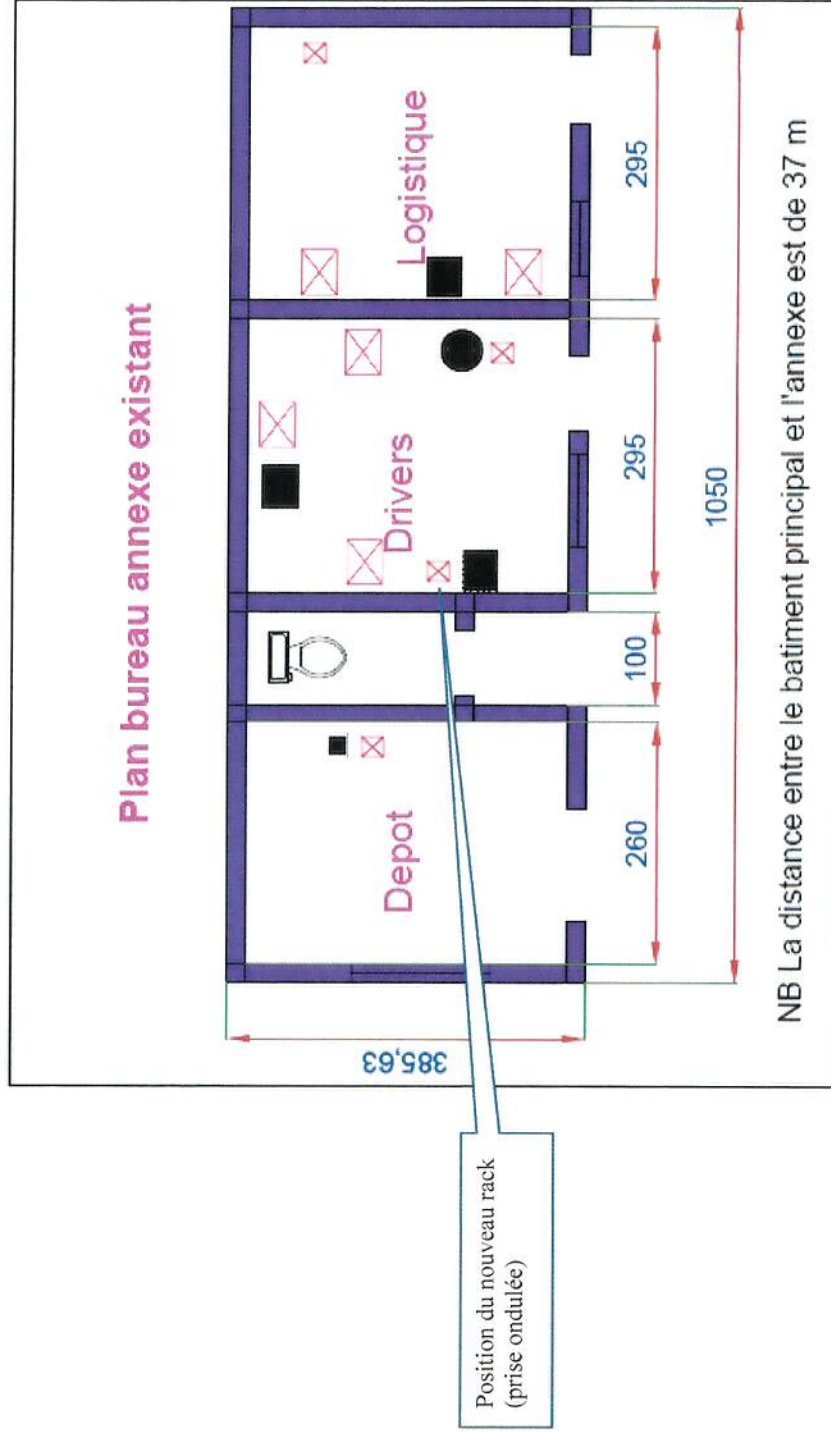 Plan bureau annexe existant
Depot
Drivers
Logistique
385,63
260
100
295
295
1050
NB La distance entre le batiment principal et l'annexe est de 37 m
Position du nouveau rack
(prise ondulée)